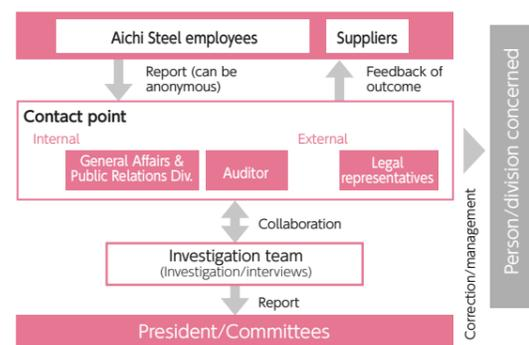 Aichi Steel employees
Suppliers
Report (can be
anonymous)
Feedback of
outcome
Contact point
Internal
External
General Affairs &
Public Relations Div.
Auditor
Legal
representatives
Collaboration
Investigation team
(Investigation/interviews)
Report
President/Committees
Correction/management
Person/division concerned